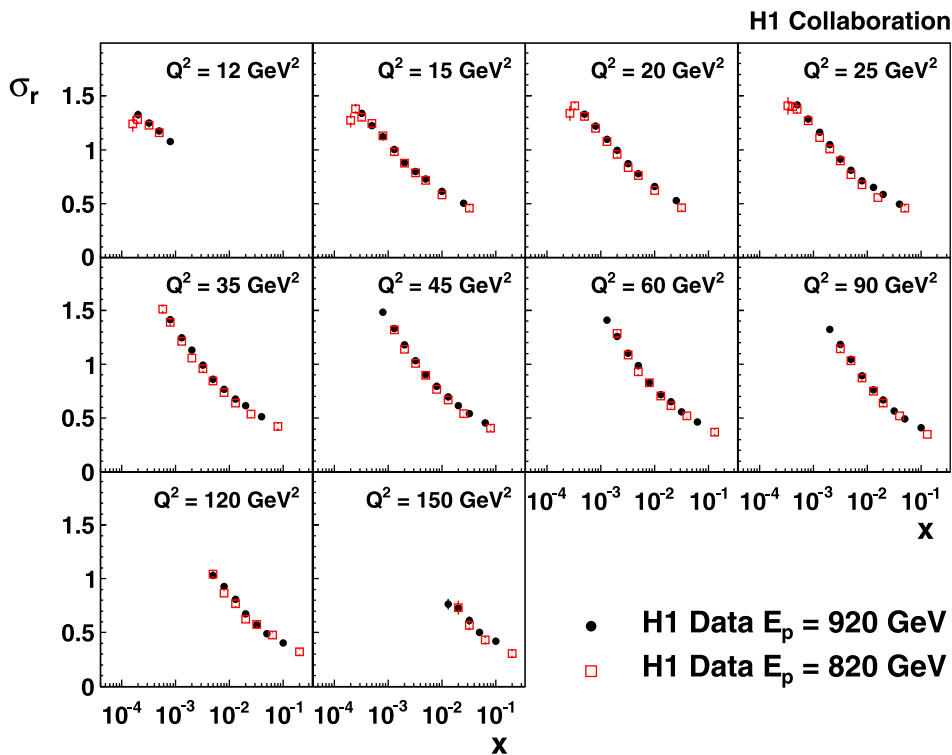 H1 Collaboration
σr
Q² = 12 GeV²
Q² = 15 GeV²
Q² = 20 GeV²
Q² = 25 GeV²
1.5
1
0.5
0
Q² = 35 GeV²
Q² = 45 GeV²
Q² = 60 GeV²
Q² = 90 GeV²
1.5
1
0.5
0
Q² = 120 GeV²
Q² = 150 GeV²
10⁻⁴ 10⁻³ 10⁻² 10⁻¹
10⁻⁴ 10⁻³ 10⁻² 10⁻¹
x
1.5
1
0.5
0
H1 Data Eₚ = 920 GeV
H1 Data Eₚ = 820 GeV
10⁻⁴ 10⁻³ 10⁻² 10⁻¹
10⁻⁴ 10⁻³ 10⁻² 10⁻¹
x